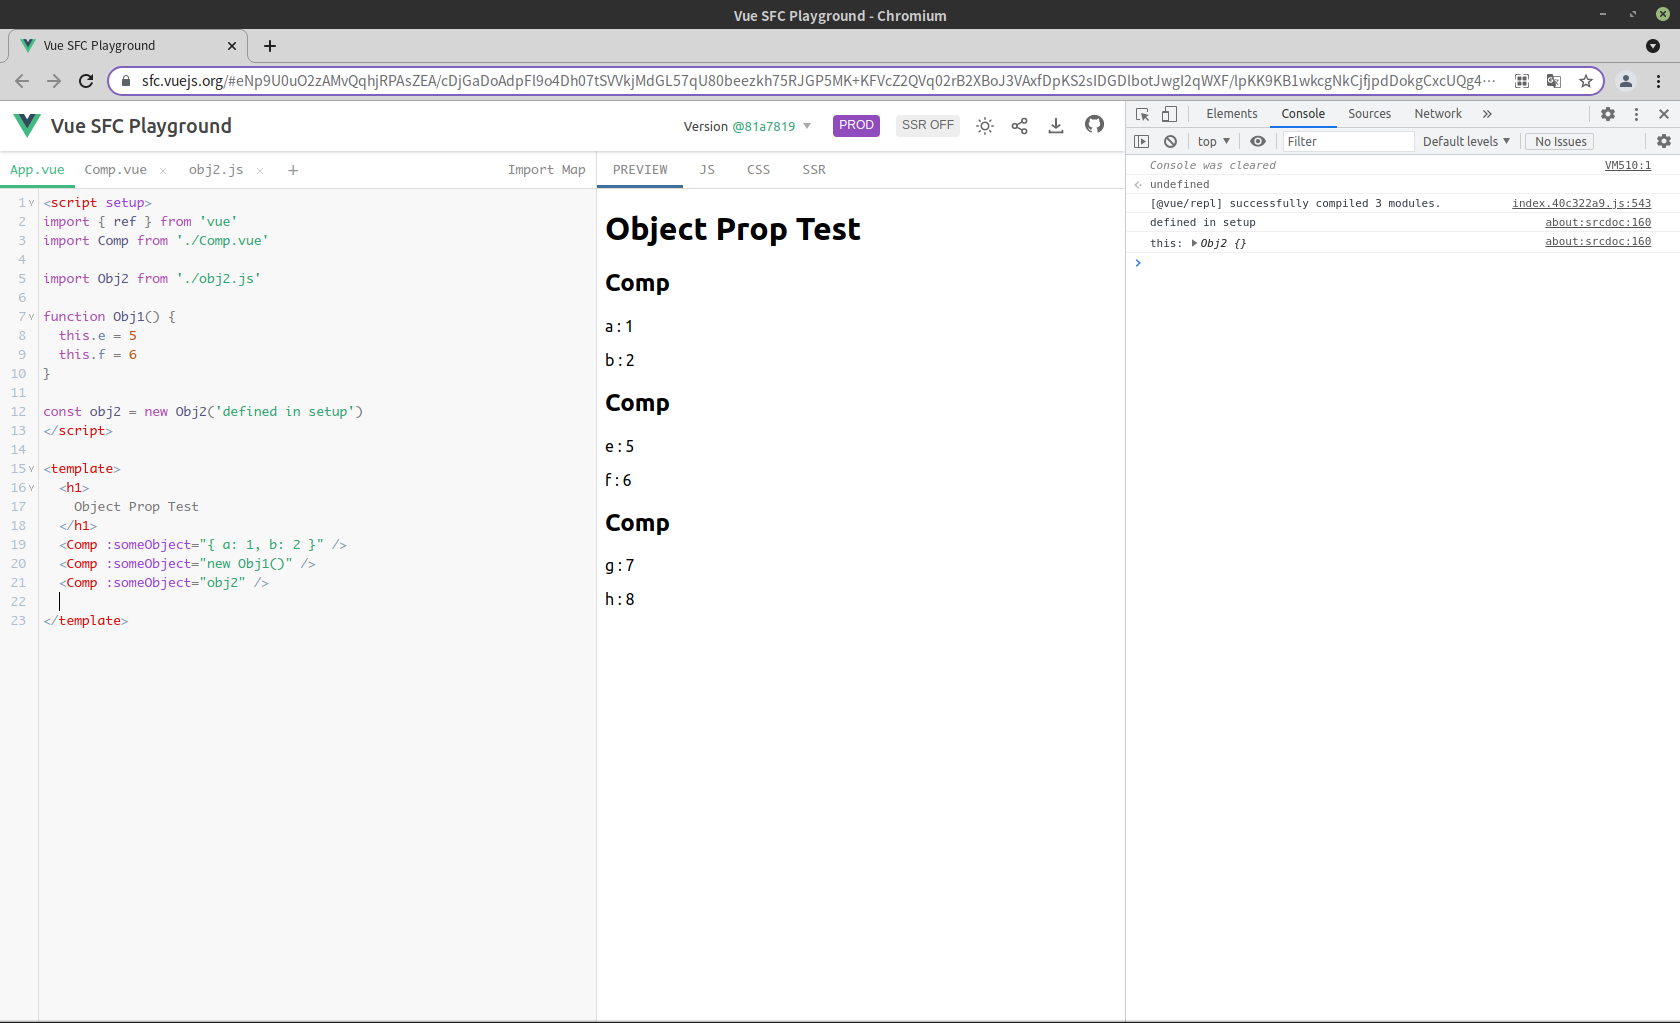 Vue SFC Playground - Chromium
Vue SFC Playground
sfc.vuejs.org/#eNp9U0uO2zAMvQqhjRPAsZEA/cDjGaDoAdpFl9o4Dh07tSVVkjMdGL57qU80beezkh75RJGP5MK+KFVcZ2QVq02rB2XBoJ3VAxfDpKS2sIDGDlbotJwgI2qWXF/lpKK9KB1wkcgNkCjfjpdDokgCxcUQg4…
Vue SFC Playground
Version @81a7819
PROD
SSR OFF
App.vue
Comp.vue
obj2.js
Import Map
1 <script setup>
2 import { ref } from 'vue'
3 import Comp from './Comp.vue'
4
5 import Obj2 from './obj2.js'
6
7 function Obj1() {
8 this.e = 5
9 this.f = 6
10 }
11
12 const obj2 = new Obj2('defined in setup')
13 </script>
14
15 <template>
16 <h1>
17 Object Prop Test
18 </h1>
19 <Comp :someObject="{ a: 1, b: 2 }" />
20 <Comp :someObject="new Obj1()" />
21 <Comp :someObject="obj2" />
22
23 </template>
PREVIEW
JS
CSS
SSR
Object Prop Test
Comp
a:1
b:2
Comp
e:5
f:6
Comp
g:7
h:8
Elements
Console
Sources
Network
top
Filter
Default levels
No Issues
Console was cleared VM510:1
undefined
[@vue/repl] successfully compiled 3 modules. index.40c322a9.js:543
defined in setup about:srcdoc:160
this: Obj2 {} about:srcdoc:160